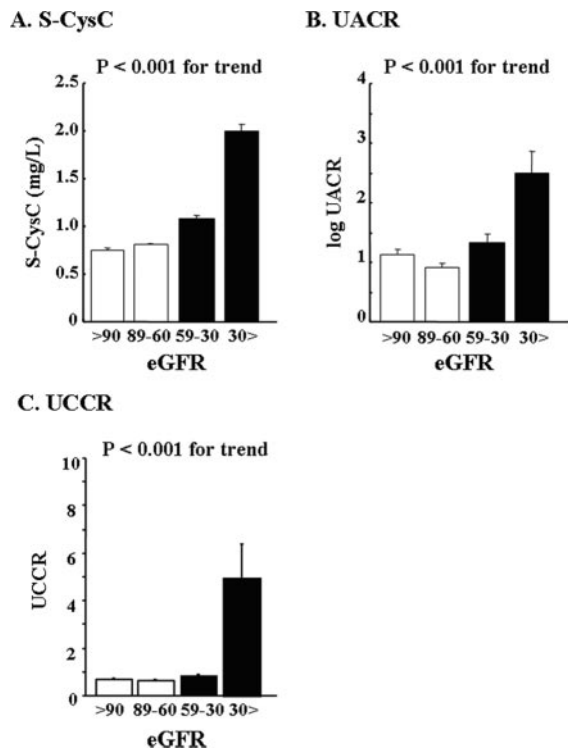 A. S-CysC
P < 0.001 for trend
2.5
2.0
1.5
1.0
0.5
0
S-CysC (mg/L)
>90 89-60 59-30 30>
eGFR
B. UACR
P < 0.001 for trend
4
3
2
1
0
log UACR
>90 89-60 59-30 30>
eGFR
C. UCCR
P < 0.001 for trend
10
8
6
4
2
0
UCCR
>90 89-60 59-30 30>
eGFR